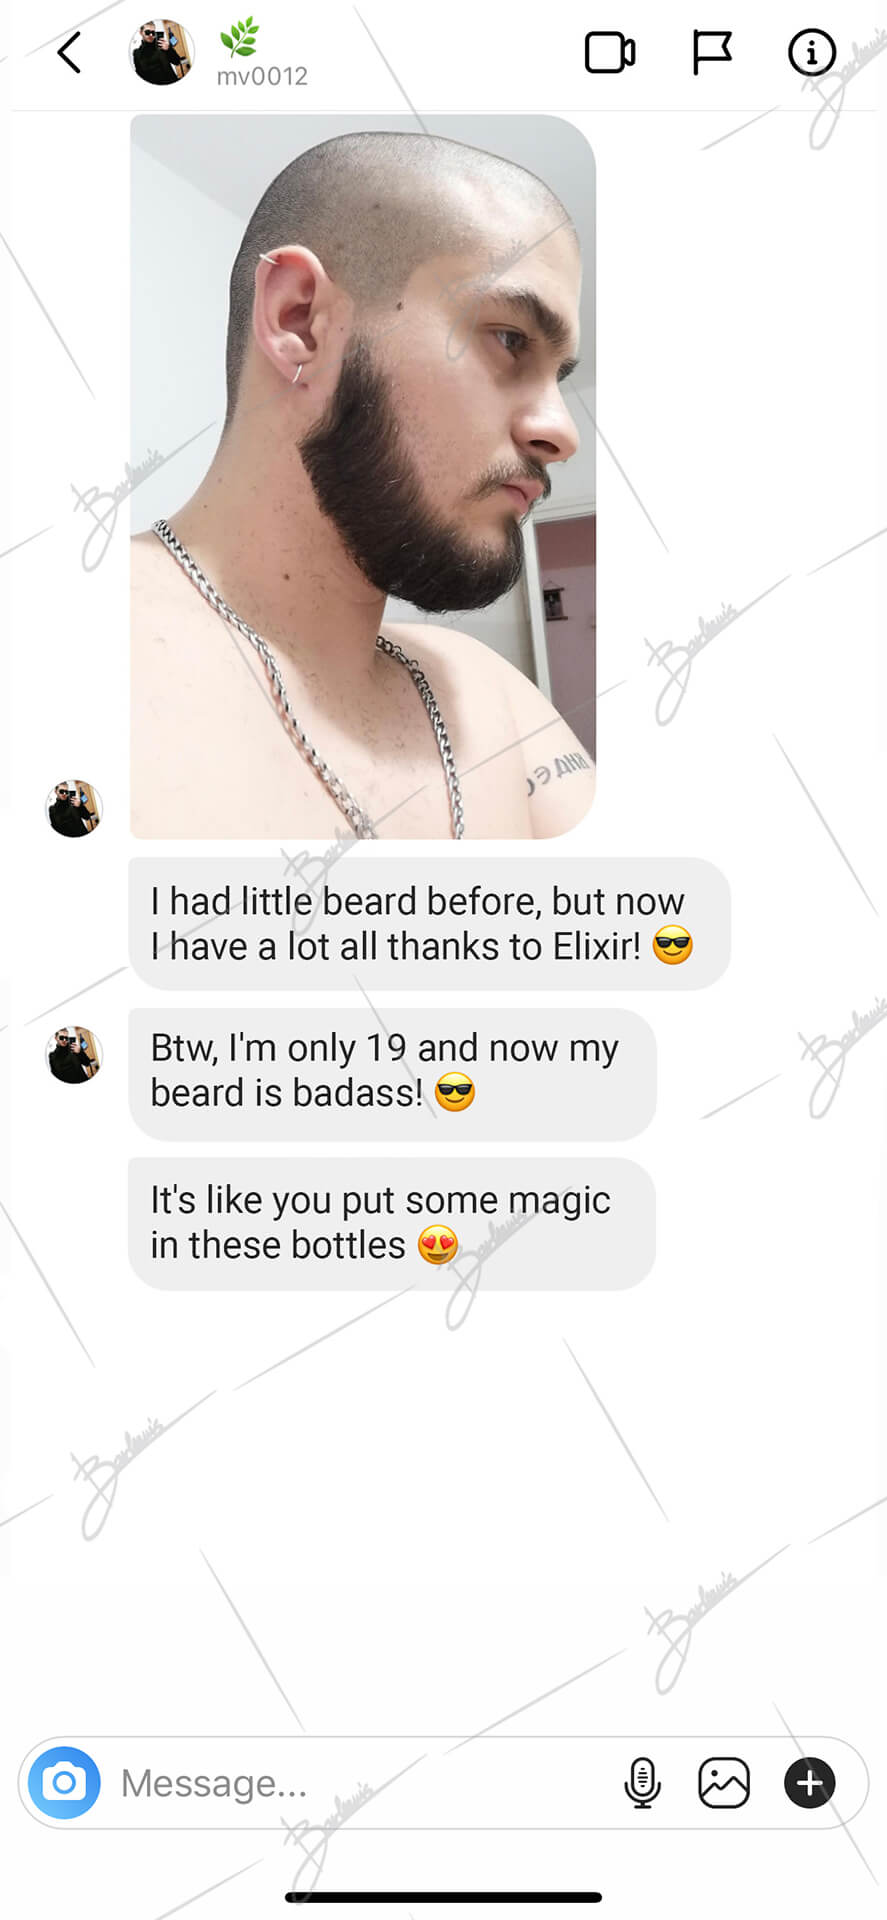 mv0012
I had little beard before, but now
I have a lot all thanks to Elixir! 😎
Btw, I'm only 19 and now my
beard is badass! 😎
It's like you put some magic
in these bottles 😍
Message...